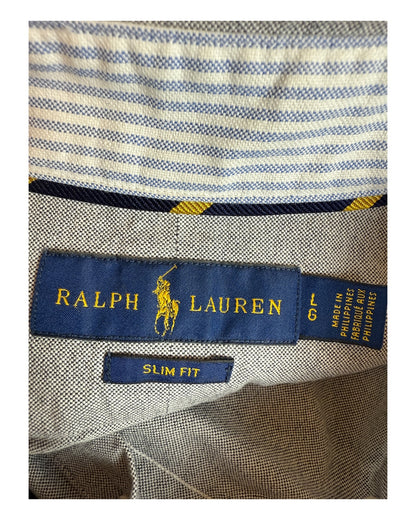 RALPH LAUREN
L
G
MADE IN
PHILIPPINES
FABRIQUÉ AUX
PHILIPPINES
SLIM FIT